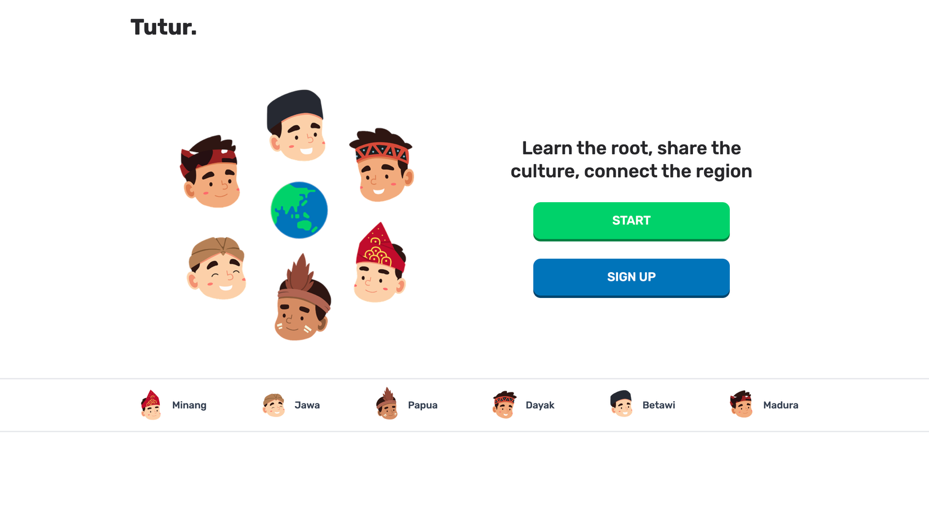 Tutur.
Learn the root, share the
culture, connect the region
START
SIGN UP
Minang
Jawa
Papua
Dayak
Betawi
Madura